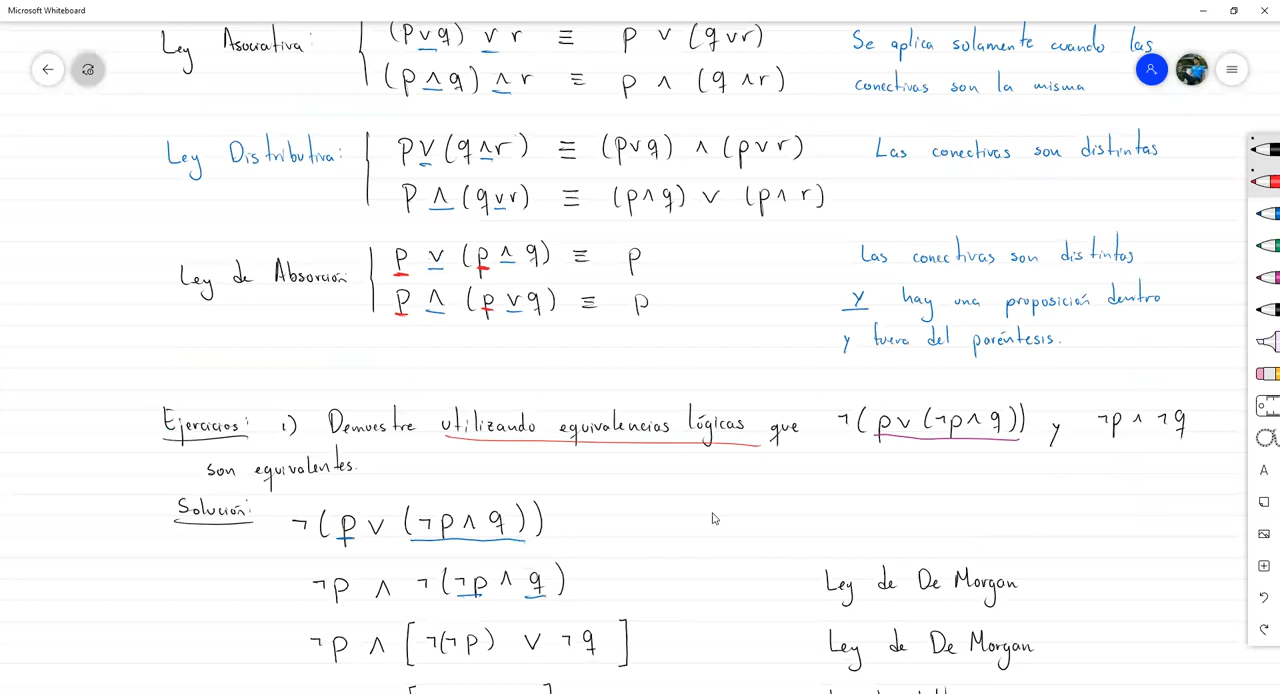 Microsoft Whiteboard
Ley Asociativa: (p∨q) ∨ r ≡ p ∨ (q∨r) Se aplica solamente cuando las
(p∧q) ∧ r ≡ p ∧ (q∧r) conectivas son la misma
Ley Distributiva: p∨(q∧r) ≡ (p∨q) ∧ (p∨r) Las conectivas son distintas
p ∧ (q∨r) ≡ (p∧q) ∨ (p∧r)
Ley de Absorción p ∨ (p∧q) ≡ p Las conectivas son distintas
p ∧ (p∨q) ≡ p y hay una proposición dentro
y fuera del paréntesis.
Ejercicios: 1) Demuestre utilizando equivalencias lógicas que ¬(p∨(¬p∧q)) y ¬p ∧ ¬q
son equivalentes.
Solución: ¬(p ∨ (¬p∧q))
¬p ∧ ¬(¬p ∧ q) Ley de De Morgan
¬p ∧ [¬(¬p) ∨ ¬q] Ley de De Morgan